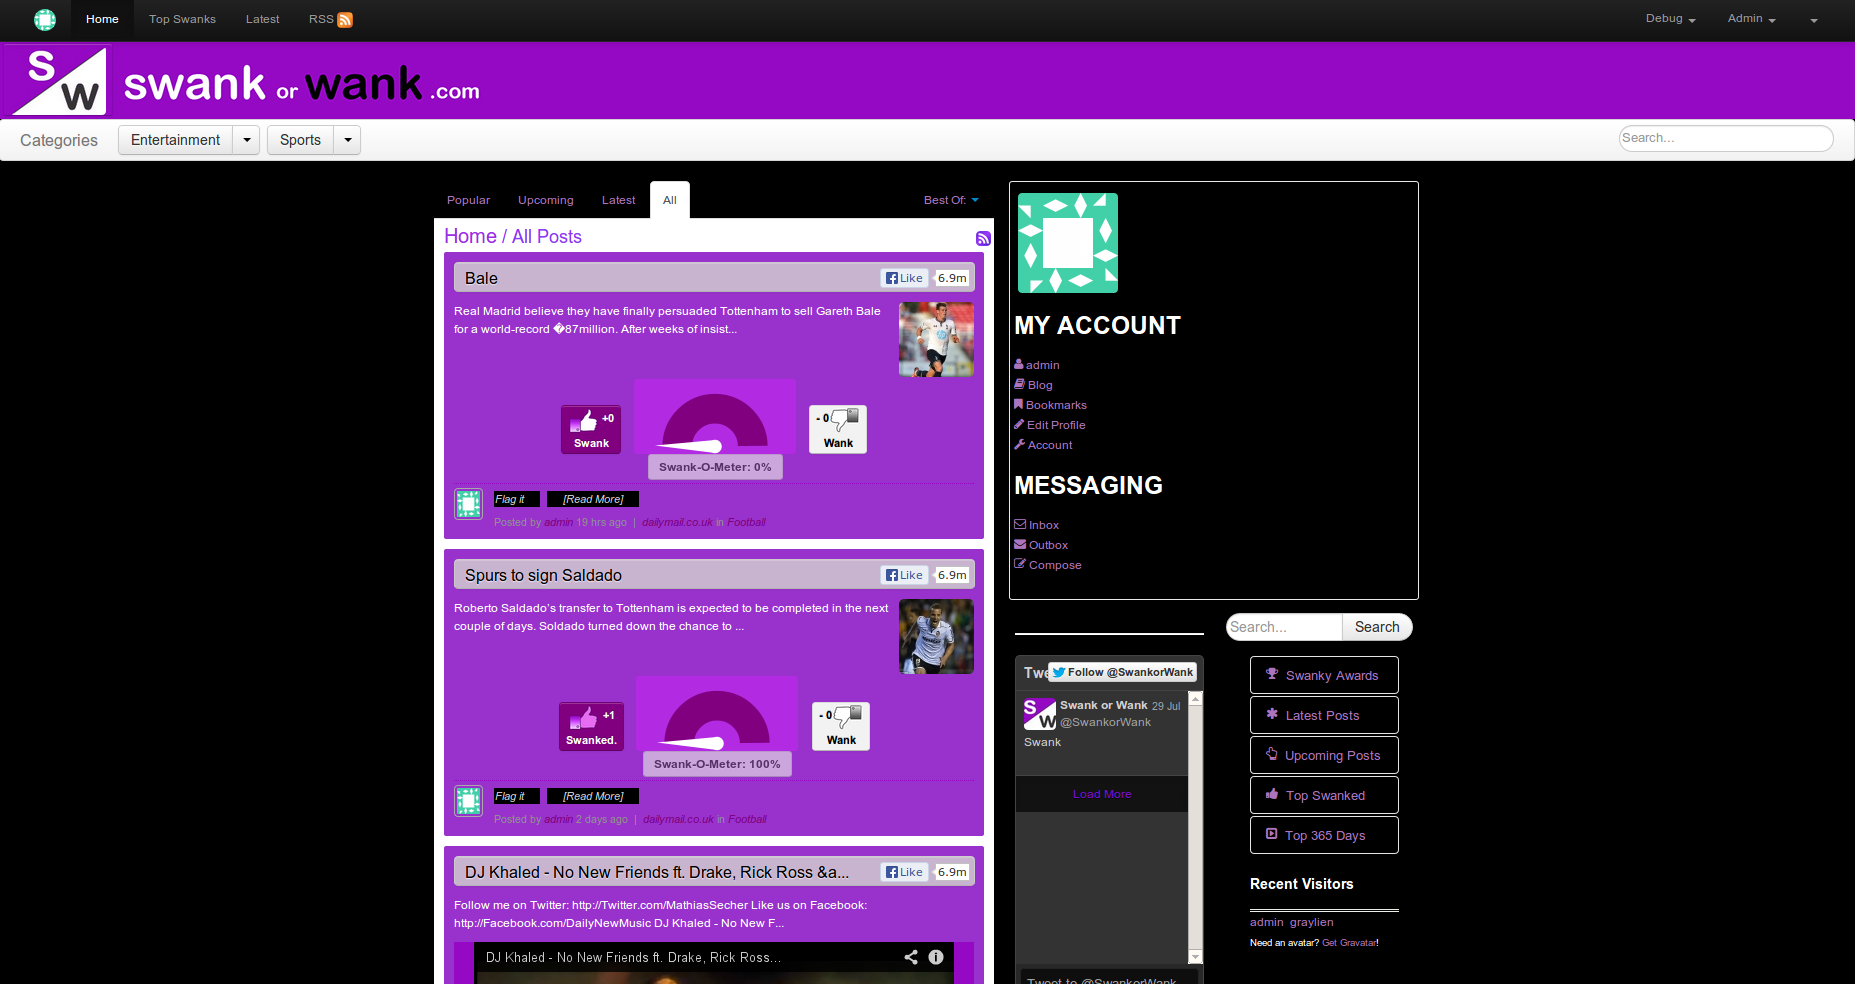 Home
Top Swanks
Latest
RSS
Debug
Admin
S
W
swank or wank .com
Categories
Entertainment
Sports
Search...
Popular
Upcoming
Latest
All
Best Of:
Home / All Posts
Bale
Like
6.9m
Real Madrid believe they have finally persuaded Tottenham to sell Gareth Bale
for a world-record �87million. After weeks of insist...
+0
Swank
- 0
Wank
Swank-O-Meter: 0%
Flag it
[Read More]
Posted by admin 19 hrs ago | dailymail.co.uk in Football
Spurs to sign Saldado
Like
6.9m
Roberto Saldado's transfer to Tottenham is expected to be completed in the next
couple of days. Soldado turned down the chance to ...
+1
Swanked.
- 0
Wank
Swank-O-Meter: 100%
Flag it
[Read More]
Posted by admin 2 days ago | dailymail.co.uk in Football
DJ Khaled - No New Friends ft. Drake, Rick Ross &a...
Like
6.9m
Follow me on Twitter: http://Twitter.com/MathiasSecher Like us on Facebook:
http://Facebook.com/DailyNewMusic DJ Khaled - No New F...
DJ Khaled - No New Friends ft. Drake, Rick Ross...
MY ACCOUNT
admin
Blog
Bookmarks
Edit Profile
Account
MESSAGING
Inbox
Outbox
Compose
Search...
Search
Twe
Follow @SwankorWank
S
W
Swank or Wank 29 Jul
@SwankorWank
Swank
Load More
Tweet to @SwankorWank
Swanky Awards
Latest Posts
Upcoming Posts
Top Swanked
Top 365 Days
Recent Visitors
admin graylien
Need an avatar? Get Gravatar!